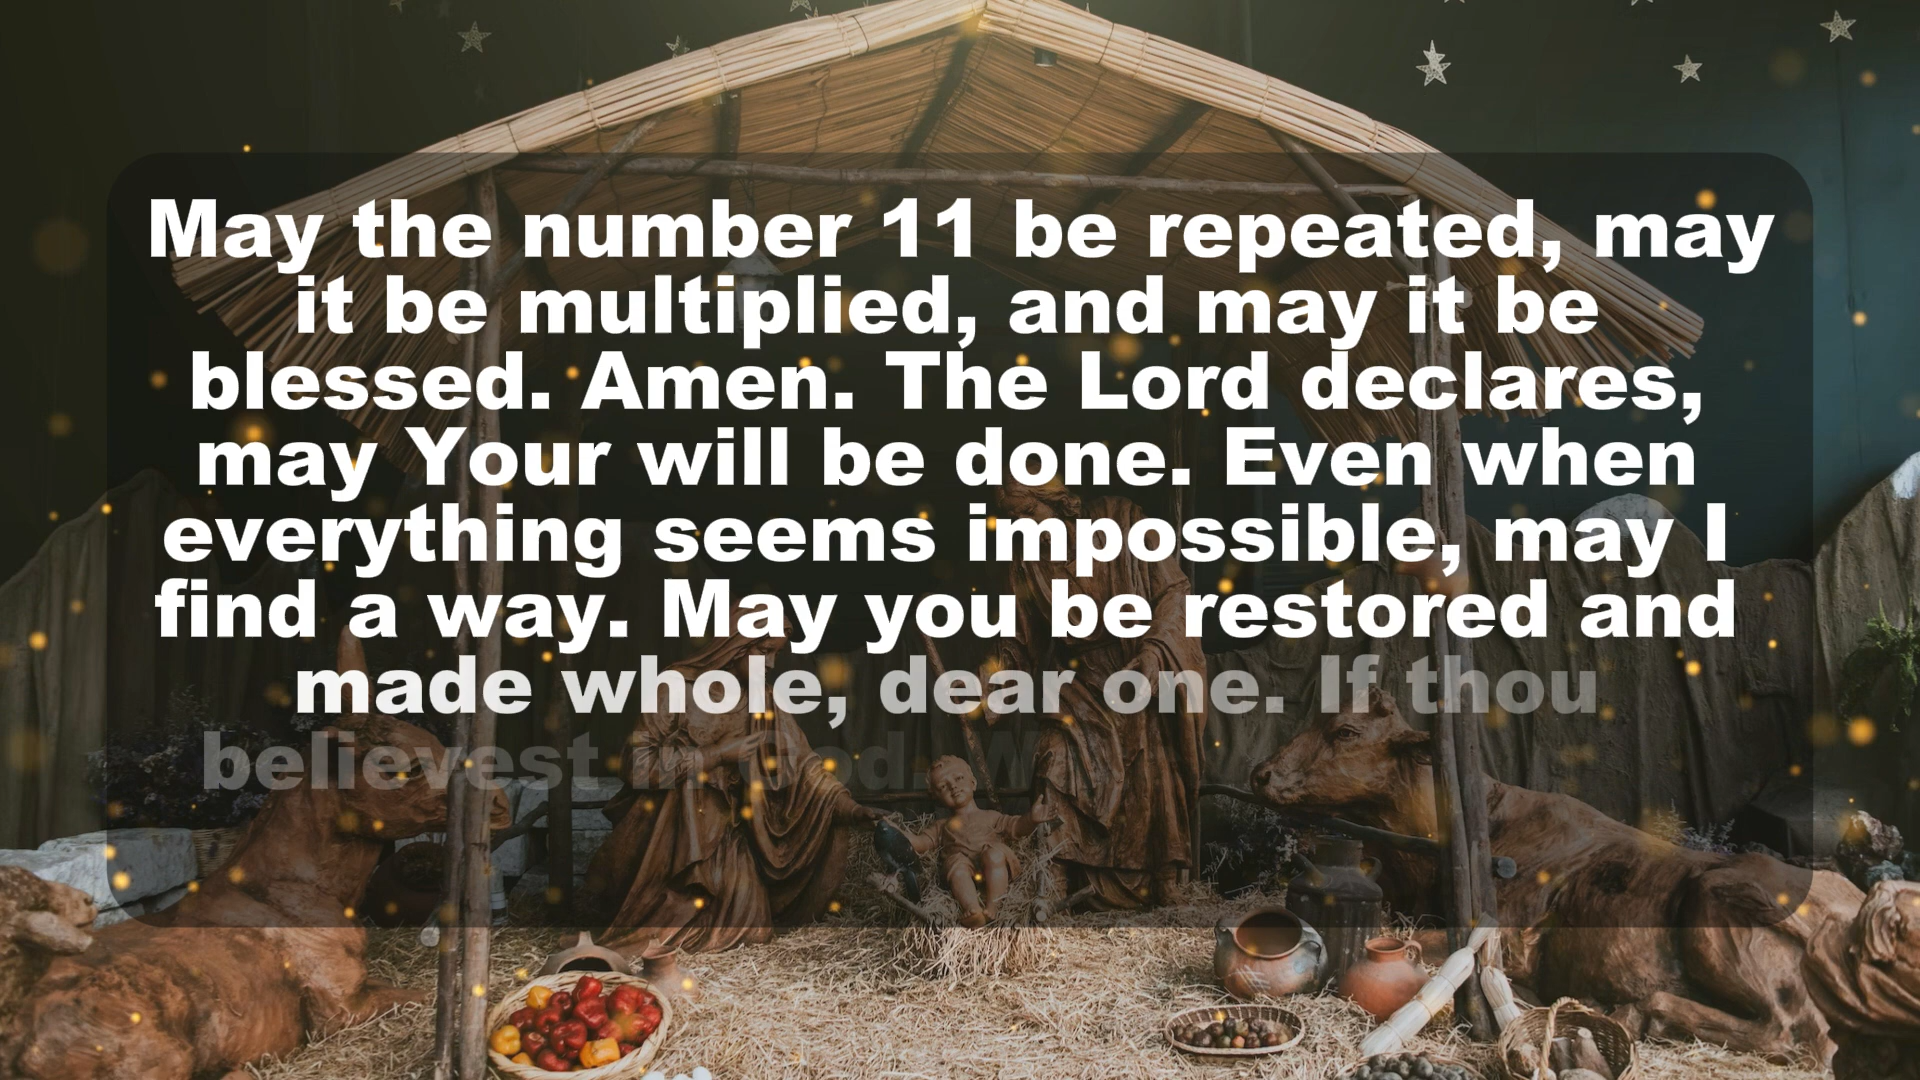 May the number 11 be repeated, may
it be multiplied, and may it be
blessed. Amen. The Lord declares,
may Your will be done. Even when
everything seems impossible, may I
find a way. May you be restored and
made whole, dear one. If thou
believest in God.